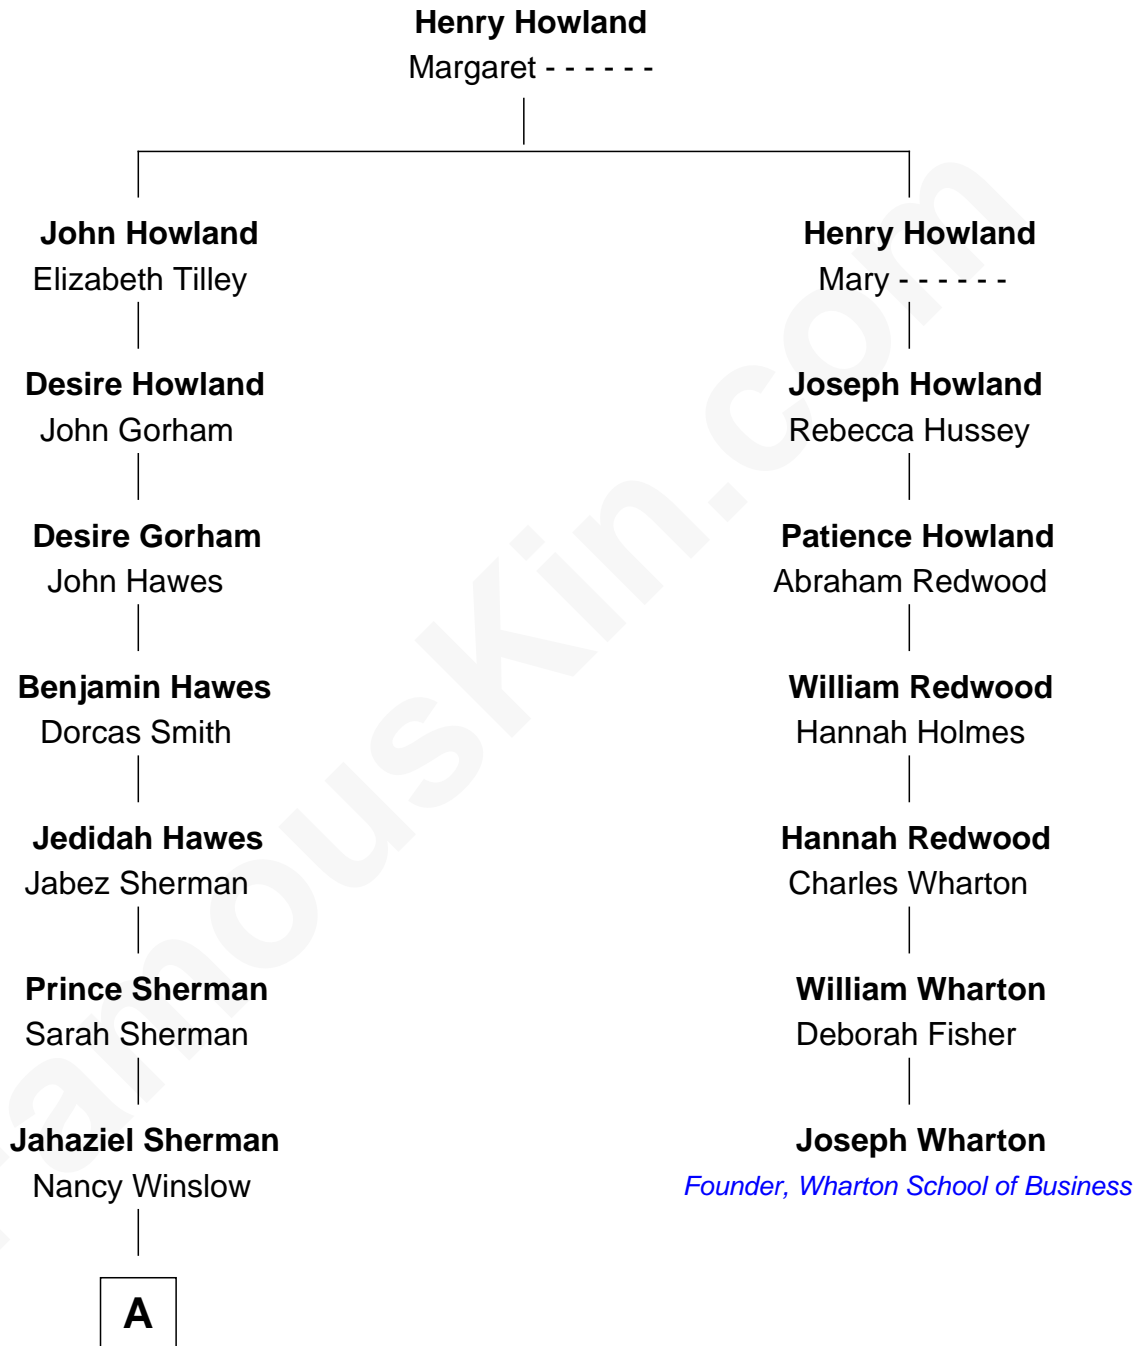 Henry Howland
Margaret - - - - - -
John Howland
Elizabeth Tilley
Henry Howland
Mary - - - - - -
Desire Howland
John Gorham
Joseph Howland
Rebecca Hussey
Desire Gorham
John Hawes
Patience Howland
Abraham Redwood
Benjamin Hawes
Dorcas Smith
William Redwood
Hannah Holmes
Jedidah Hawes
Jabez Sherman
Hannah Redwood
Charles Wharton
Prince Sherman
Sarah Sherman
William Wharton
Deborah Fisher
Jahaziel Sherman
Nancy Winslow
Joseph Wharton
Founder, Wharton School of Business
A
FamousKin.com